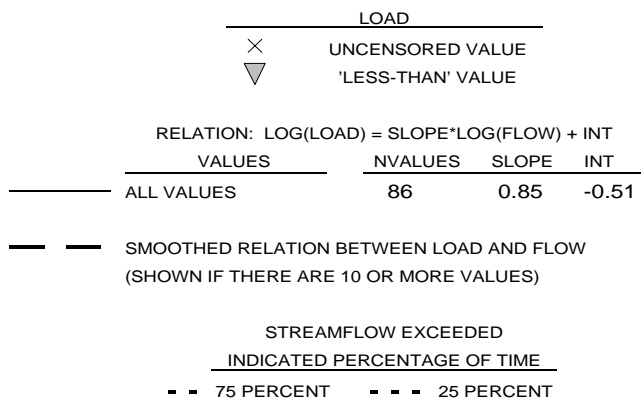 LOAD
UNCENSORED VALUE
'LESS-THAN' VALUE
RELATION: LOG(LOAD) = SLOPE*LOG(FLOW) + INT
VALUES NVALUES SLOPE INT
ALL VALUES 86 0.85 -0.51
SMOOTHED RELATION BETWEEN LOAD AND FLOW
(SHOWN IF THERE ARE 10 OR MORE VALUES)
STREAMFLOW EXCEEDED
INDICATED PERCENTAGE OF TIME
75 PERCENT 25 PERCENT